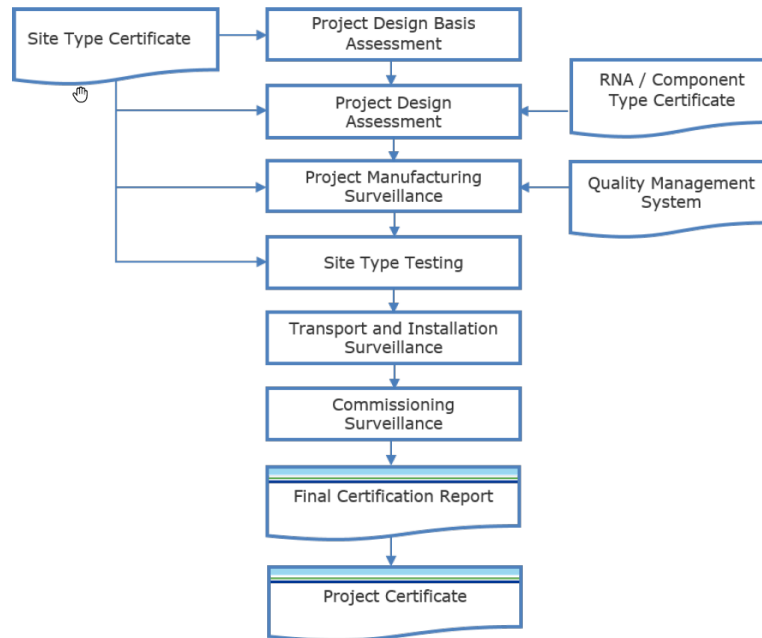 Site Type Certificate
Project Design Basis
Assessment
Project Design
Assessment
RNA / Component
Type Certificate
Project Manufacturing
Surveillance
Quality Management
System
Site Type Testing
Transport and Installation
Surveillance
Commissioning
Surveillance
Final Certification Report
Project Certificate